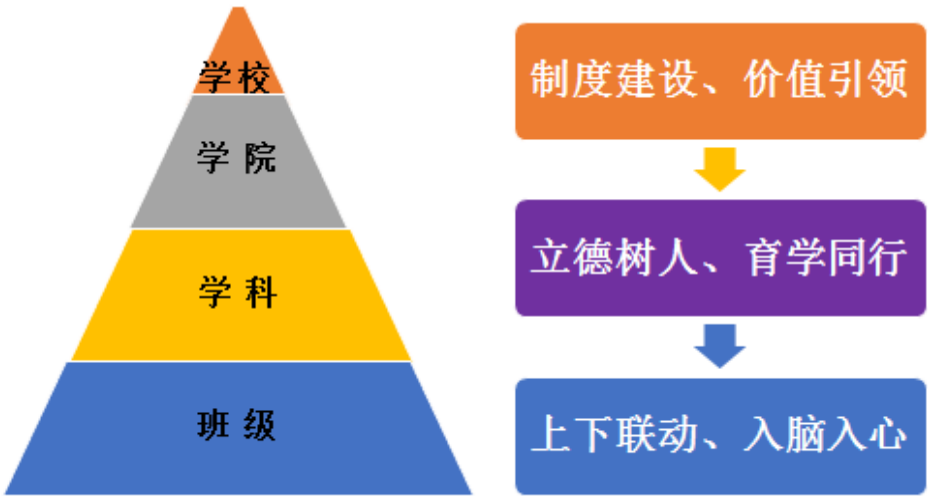 学校
学院
学科
班级
制度建设、价值引领
立德树人、育学同行
上下联动、入脑入心